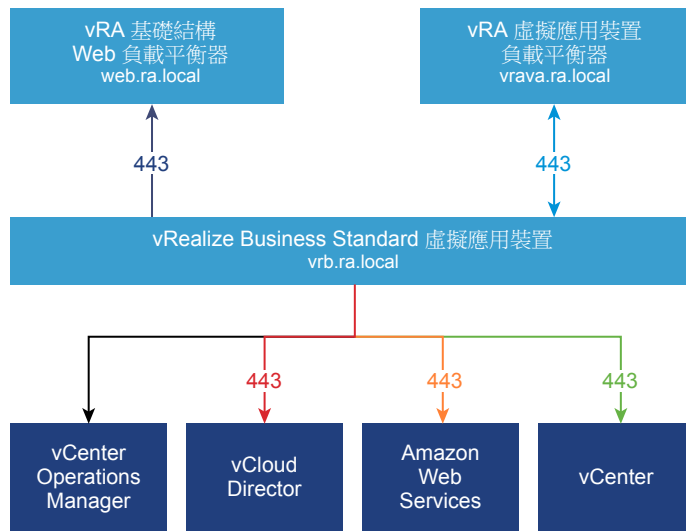 vRA 基礎結構
Web 負載平衡器
web.ra.local
vRA 虛擬應用裝置
負載平衡器
vrava.ra.local
443
443
vRealize Business Standard 虛擬應用裝置
vrb.ra.local
443
443
443
vCenter
Operations
Manager
vCloud
Director
Amazon
Web
Services
vCenter